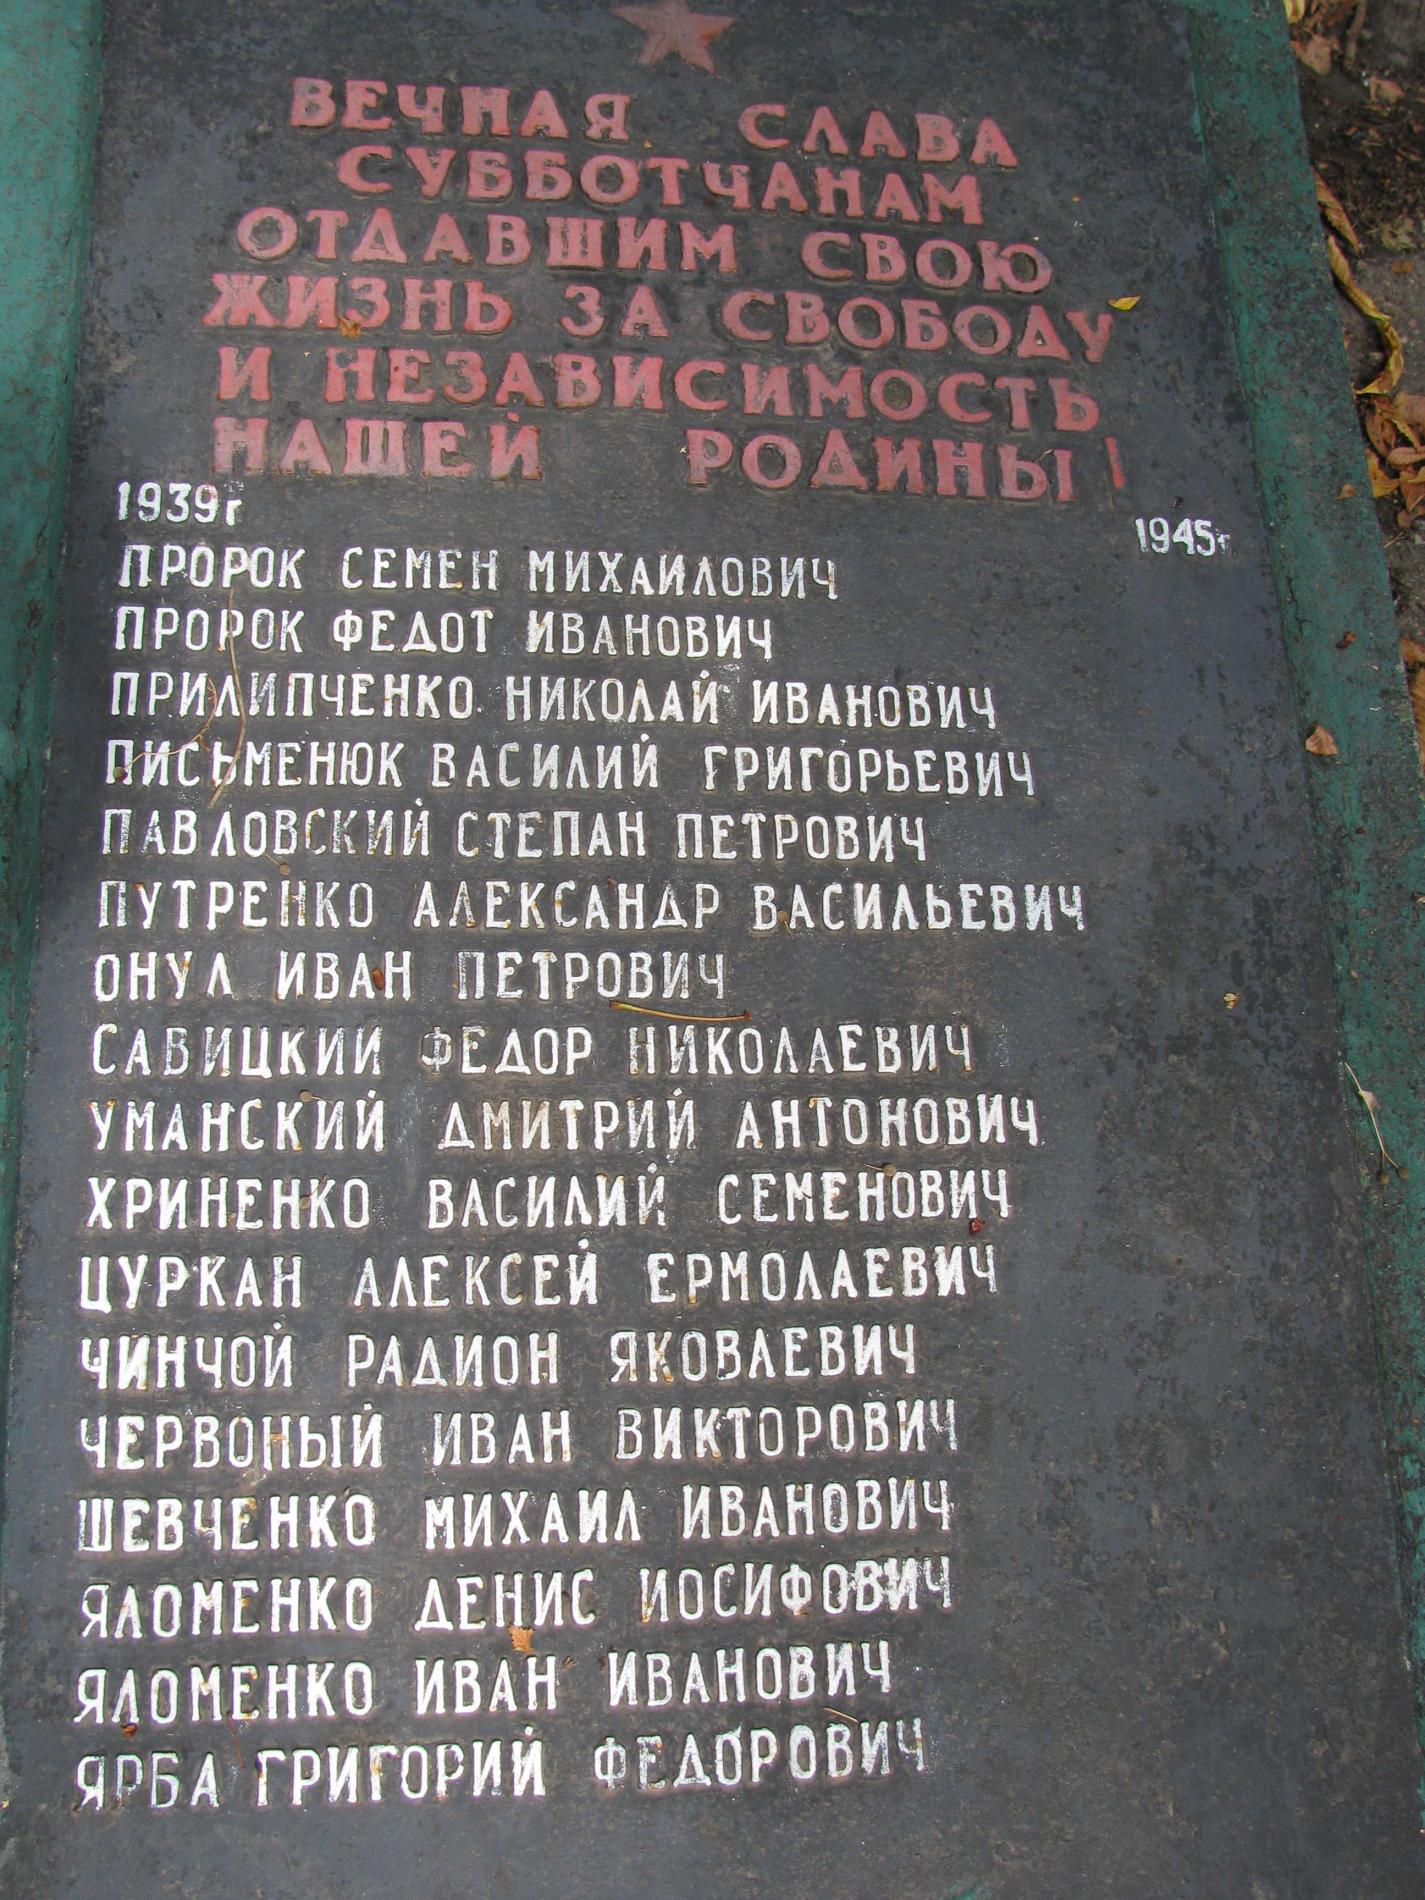 ВЕЧНАЯ СЛАВА
СУББОТЧАНАМ
ОТДАВШИМ СВОЮ
ЖИЗНЬ ЗА СВОБОДУ
И НЕЗАВИСИМОСТЬ
НАШЕЙ РОДИНЫ!
1939г 1945г
ПРОРОК СЕМЕН МИХАИЛОВИЧ
ПРОРОК ФЕДОТ ИВАНОВИЧ
ПРИЛИПЧЕНКО НИКОЛАЙ ИВАНОВИЧ
ПИСЬМЕНЮК ВАСИЛИЙ ГРИГОРЬЕВИЧ
ПАВЛОВСКИЙ СТЕПАН ПЕТРОВИЧ
ПУТРЕНКО АЛЕКСАНДР ВАСИЛЬЕВИЧ
ОНУЛ ИВАН ПЕТРОВИЧ
САВИЦКИЙ ФЕДОР НИКОЛАЕВИЧ
УМАНСКИЙ ДМИТРИЙ АНТОНОВИЧ
ХРИНЕНКО ВАСИЛИЙ СЕМЕНОВИЧ
ЦУРКАН АЛЕКСЕЙ ЕРМОЛАЕВИЧ
ЧИНЧОЙ РАДИОН ЯКОВЛЕВИЧ
ЧЕРВОНЫЙ ИВАН ВИКТОРОВИЧ
ШЕВЧЕНКО МИХАИЛ ИВАНОВИЧ
ЯЛОМЕНКО ДЕНИС ИОСИФОВИЧ
ЯЛОМЕНКО ИВАН ИВАНОВИЧ
ЯРБА ГРИГОРИЙ ФЕДОРОВИЧ